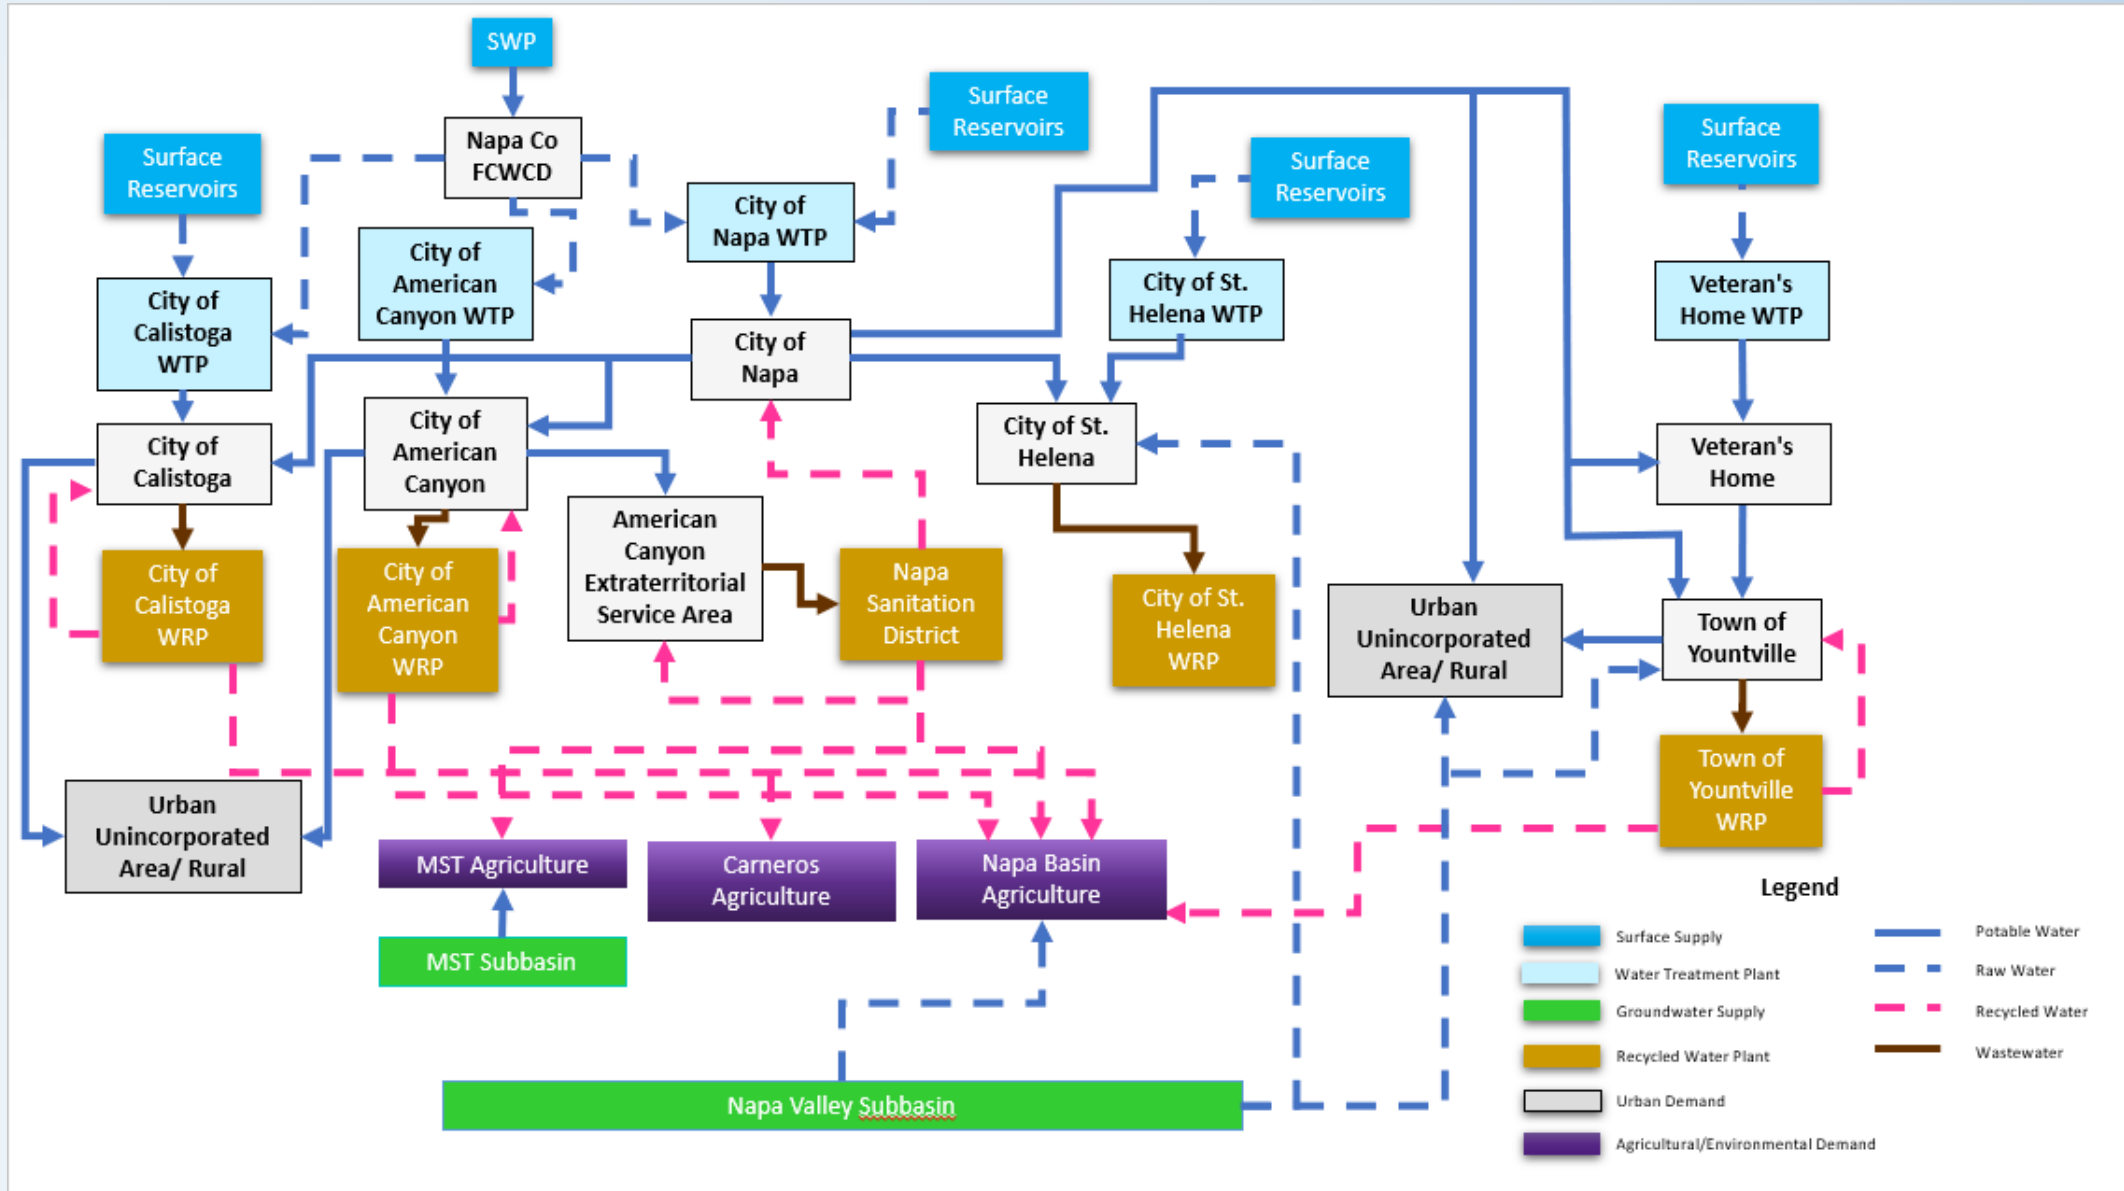 SWP
Surface
Reservoirs
Napa Co
FCWCD
Surface
Reservoirs
Surface
Reservoirs
Surface
Reservoirs
City of
Napa WTP
City of
American
Canyon WTP
City of
Calistoga
WTP
City of St.
Helena WTP
Veteran's
Home WTP
City of
Napa
City of
Calistoga
City of
American
Canyon
City of St.
Helena
Veteran's
Home
American
Canyon
Extraterritorial
Service Area
City of
Calistoga
WRP
City of
American
Canyon
WRP
Napa
Sanitation
District
City of St.
Helena
WRP
Urban
Unincorporated
Area/ Rural
Town of
Yountville
Town of
Yountville
WRP
Urban
Unincorporated
Area/ Rural
MST Agriculture
Carneros
Agriculture
Napa Basin
Agriculture
MST Subbasin
Napa Valley Subbasin
Legend
Surface Supply
Water Treatment Plant
Groundwater Supply
Recycled Water Plant
Urban Demand
Agricultural/Environmental Demand
Potable Water
Raw Water
Recycled Water
Wastewater